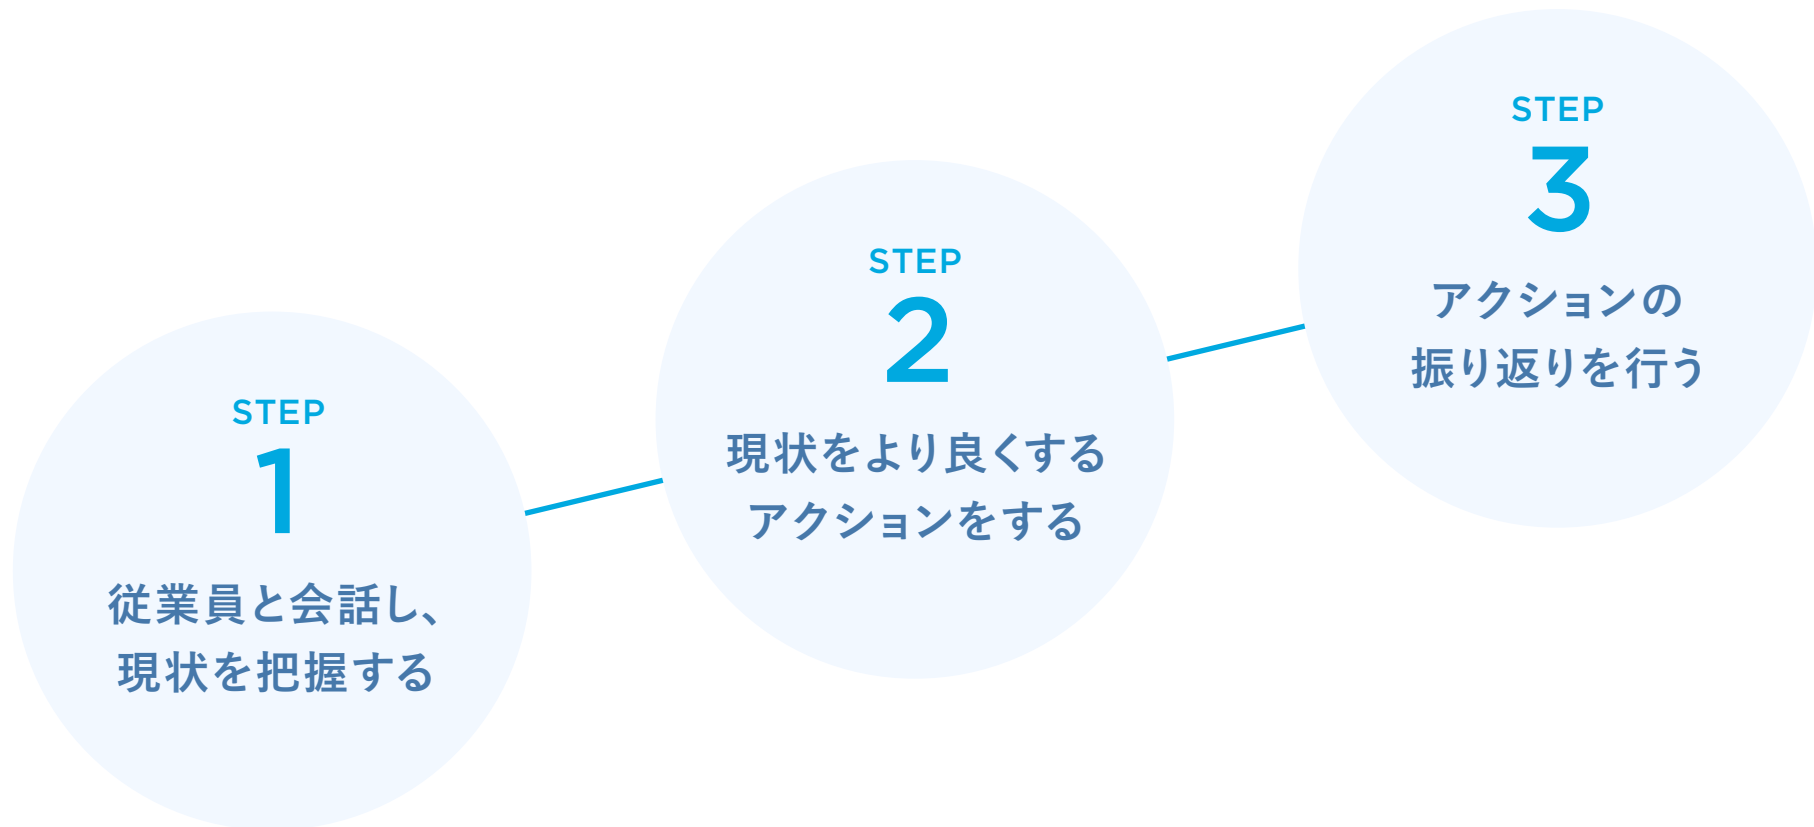 STEP
1
従業員と会話し、
現状を把握する
STEP
2
現状をより良くする
アクションをする
STEP
3
アクションの
振り返りを行う